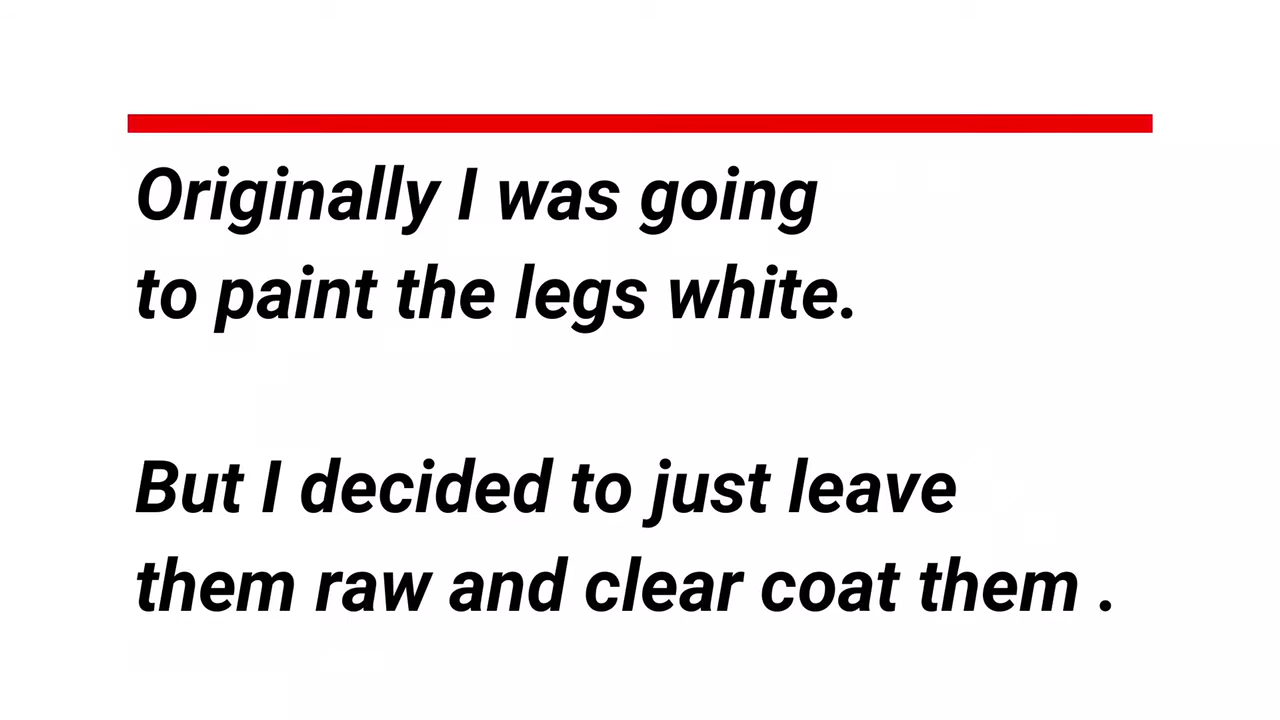 Originally I was going
to paint the legs white.
But I decided to just leave
them raw and clear coat them .